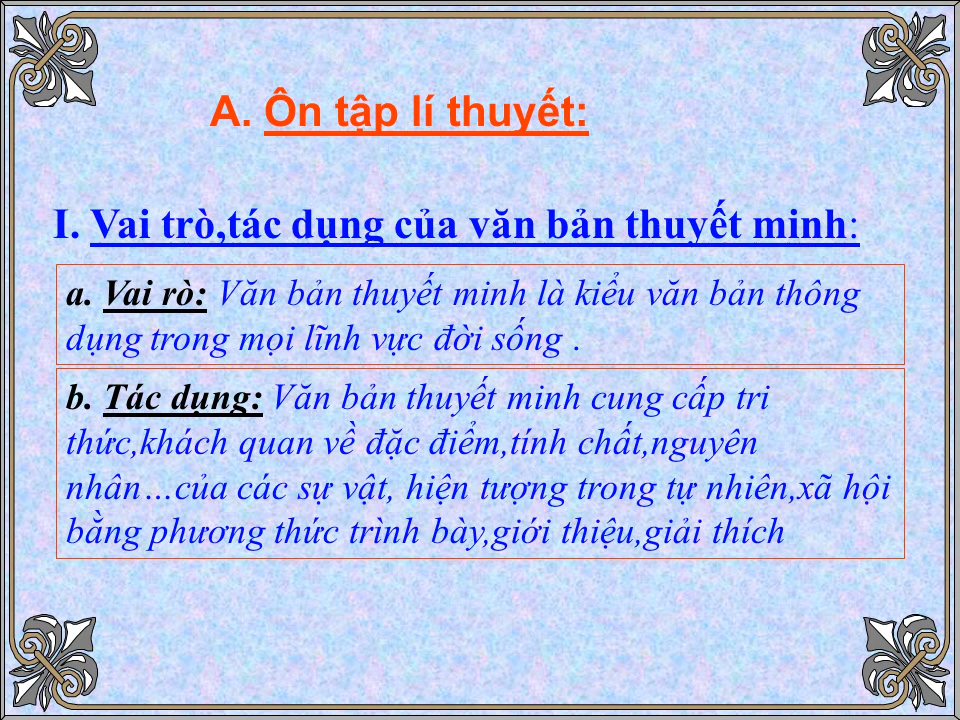 A. Ôn tập lí thuyết:
I. Vai trò,tác dụng của văn bản thuyết minh:
a. Vai rò: Văn bản thuyết minh là kiểu văn bản thông
dụng trong mọi lĩnh vực đời sống .
b. Tác dụng: Văn bản thuyết minh cung cấp tri
thức,khách quan về đặc điểm,tính chất,nguyên
nhân…của các sự vật, hiện tượng trong tự nhiên,xã hội
bằng phương thức trình bày,giới thiệu,giải thích